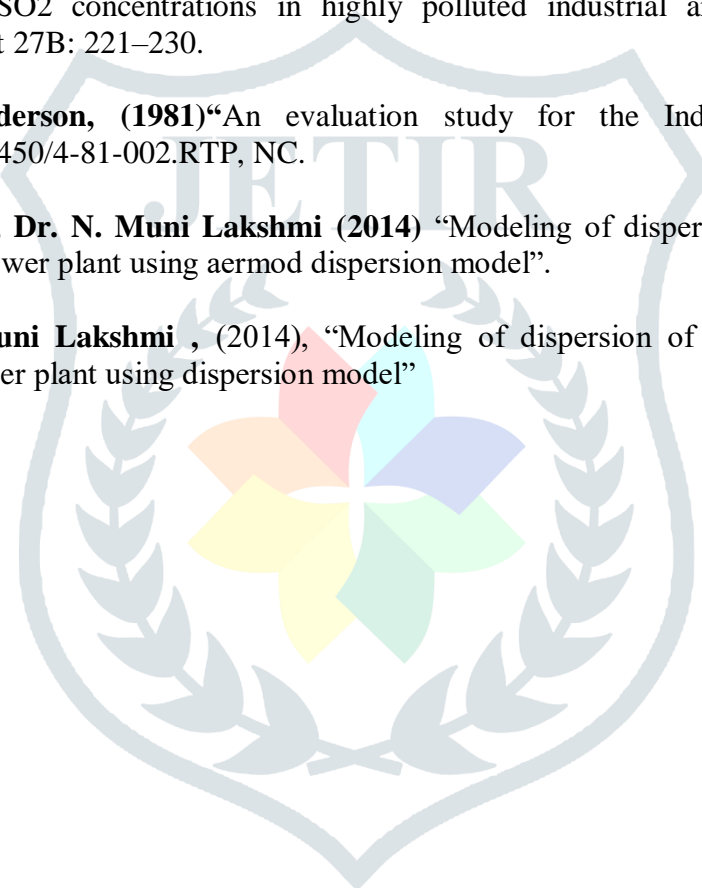 SO2 concentrations in highly polluted industrial
27B: 221–230.
derson, (1981)“An evaluation study for the Ind
450/4-81-002.RTP, NC.
JETIR
Dr. N. Muni Lakshmi (2014) “Modeling of disper
wer plant using aermod dispersion model”.
uni Lakshmi , (2014), “Modeling of dispersion of
er plant using dispersion model”